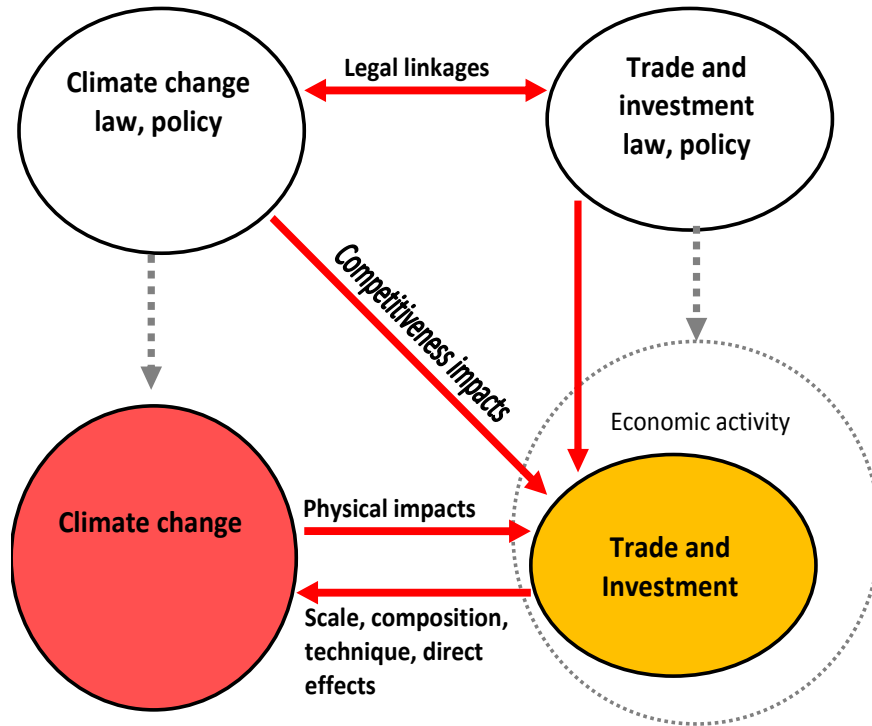 Climate change
law, policy
Legal linkages
Trade and
investment
law, policy
Competitiveness impacts
Economic activity
Climate change
Physical impacts
Trade and
Investment
Scale, composition,
technique, direct
effects